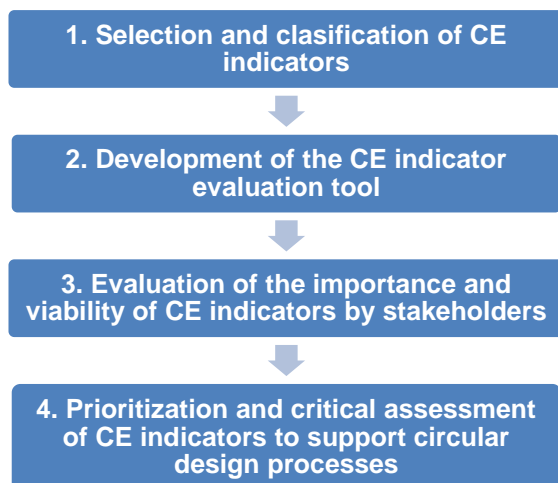 1. Selection and clasification of CE
indicators
2. Development of the CE indicator
evaluation tool
3. Evaluation of the importance and
viability of CE indicators by stakeholders
4. Prioritization and critical assessment
of CE indicators to support circular
design processes